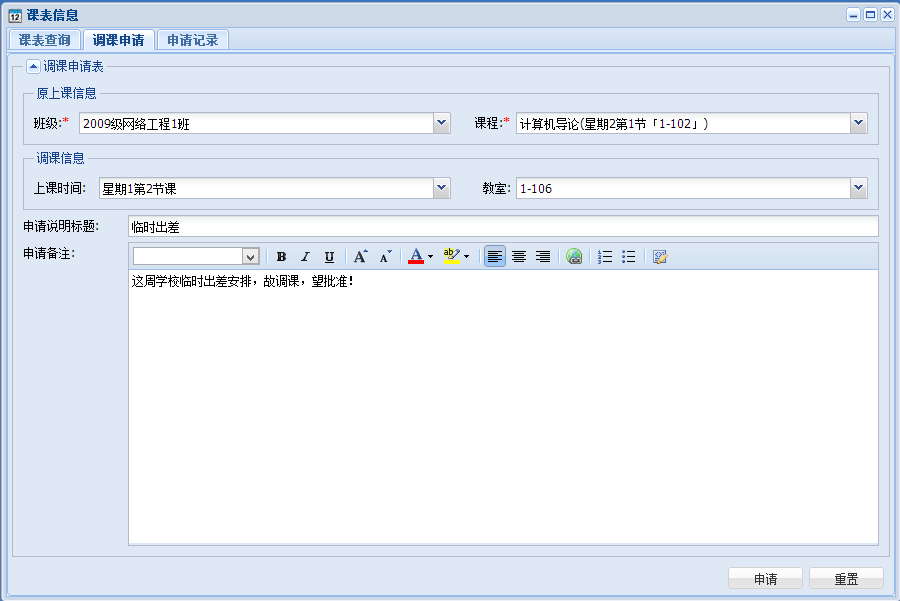 12 课表信息
课表查询 调课申请 申请记录
调课申请表
原上课信息
班级:* 2009级网络工程1班 课程:* 计算机导论(星期2第1节「1-102」)
调课信息
上课时间: 星期1第2节课 教室: 1-106
申请说明标题: 临时出差
申请备注: B I U A A A ab
这周学校临时出差安排，故调课，望批准！
申请 重置